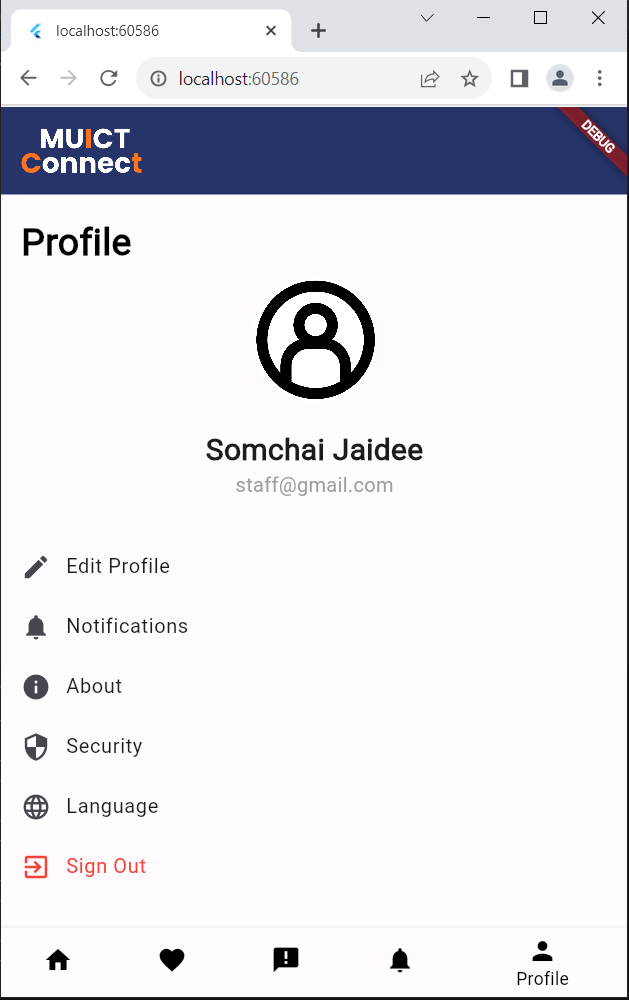 localhost:60586
localhost:60586
MUICT
Connect
DEBUG
Profile
Somchai Jaidee
staff@gmail.com
Edit Profile
Notifications
About
Security
Language
Sign Out
Profile